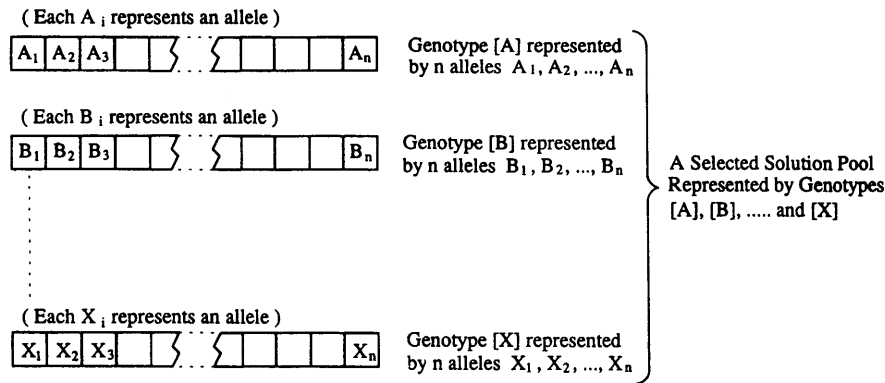 ( Each A i represents an allele )
A1 A2 A3 An
Genotype [A] represented
by n alleles A1, A2, ..., An
( Each B i represents an allele )
B1 B2 B3 Bn
Genotype [B] represented
by n alleles B1, B2, ..., Bn
A Selected Solution Pool
Represented by Genotypes
[A], [B], ..... and [X]
(Each X i represents an allele )
X1 X2 X3 Xn
Genotype [X] represented
by n alleles X1, X2, ..., Xn